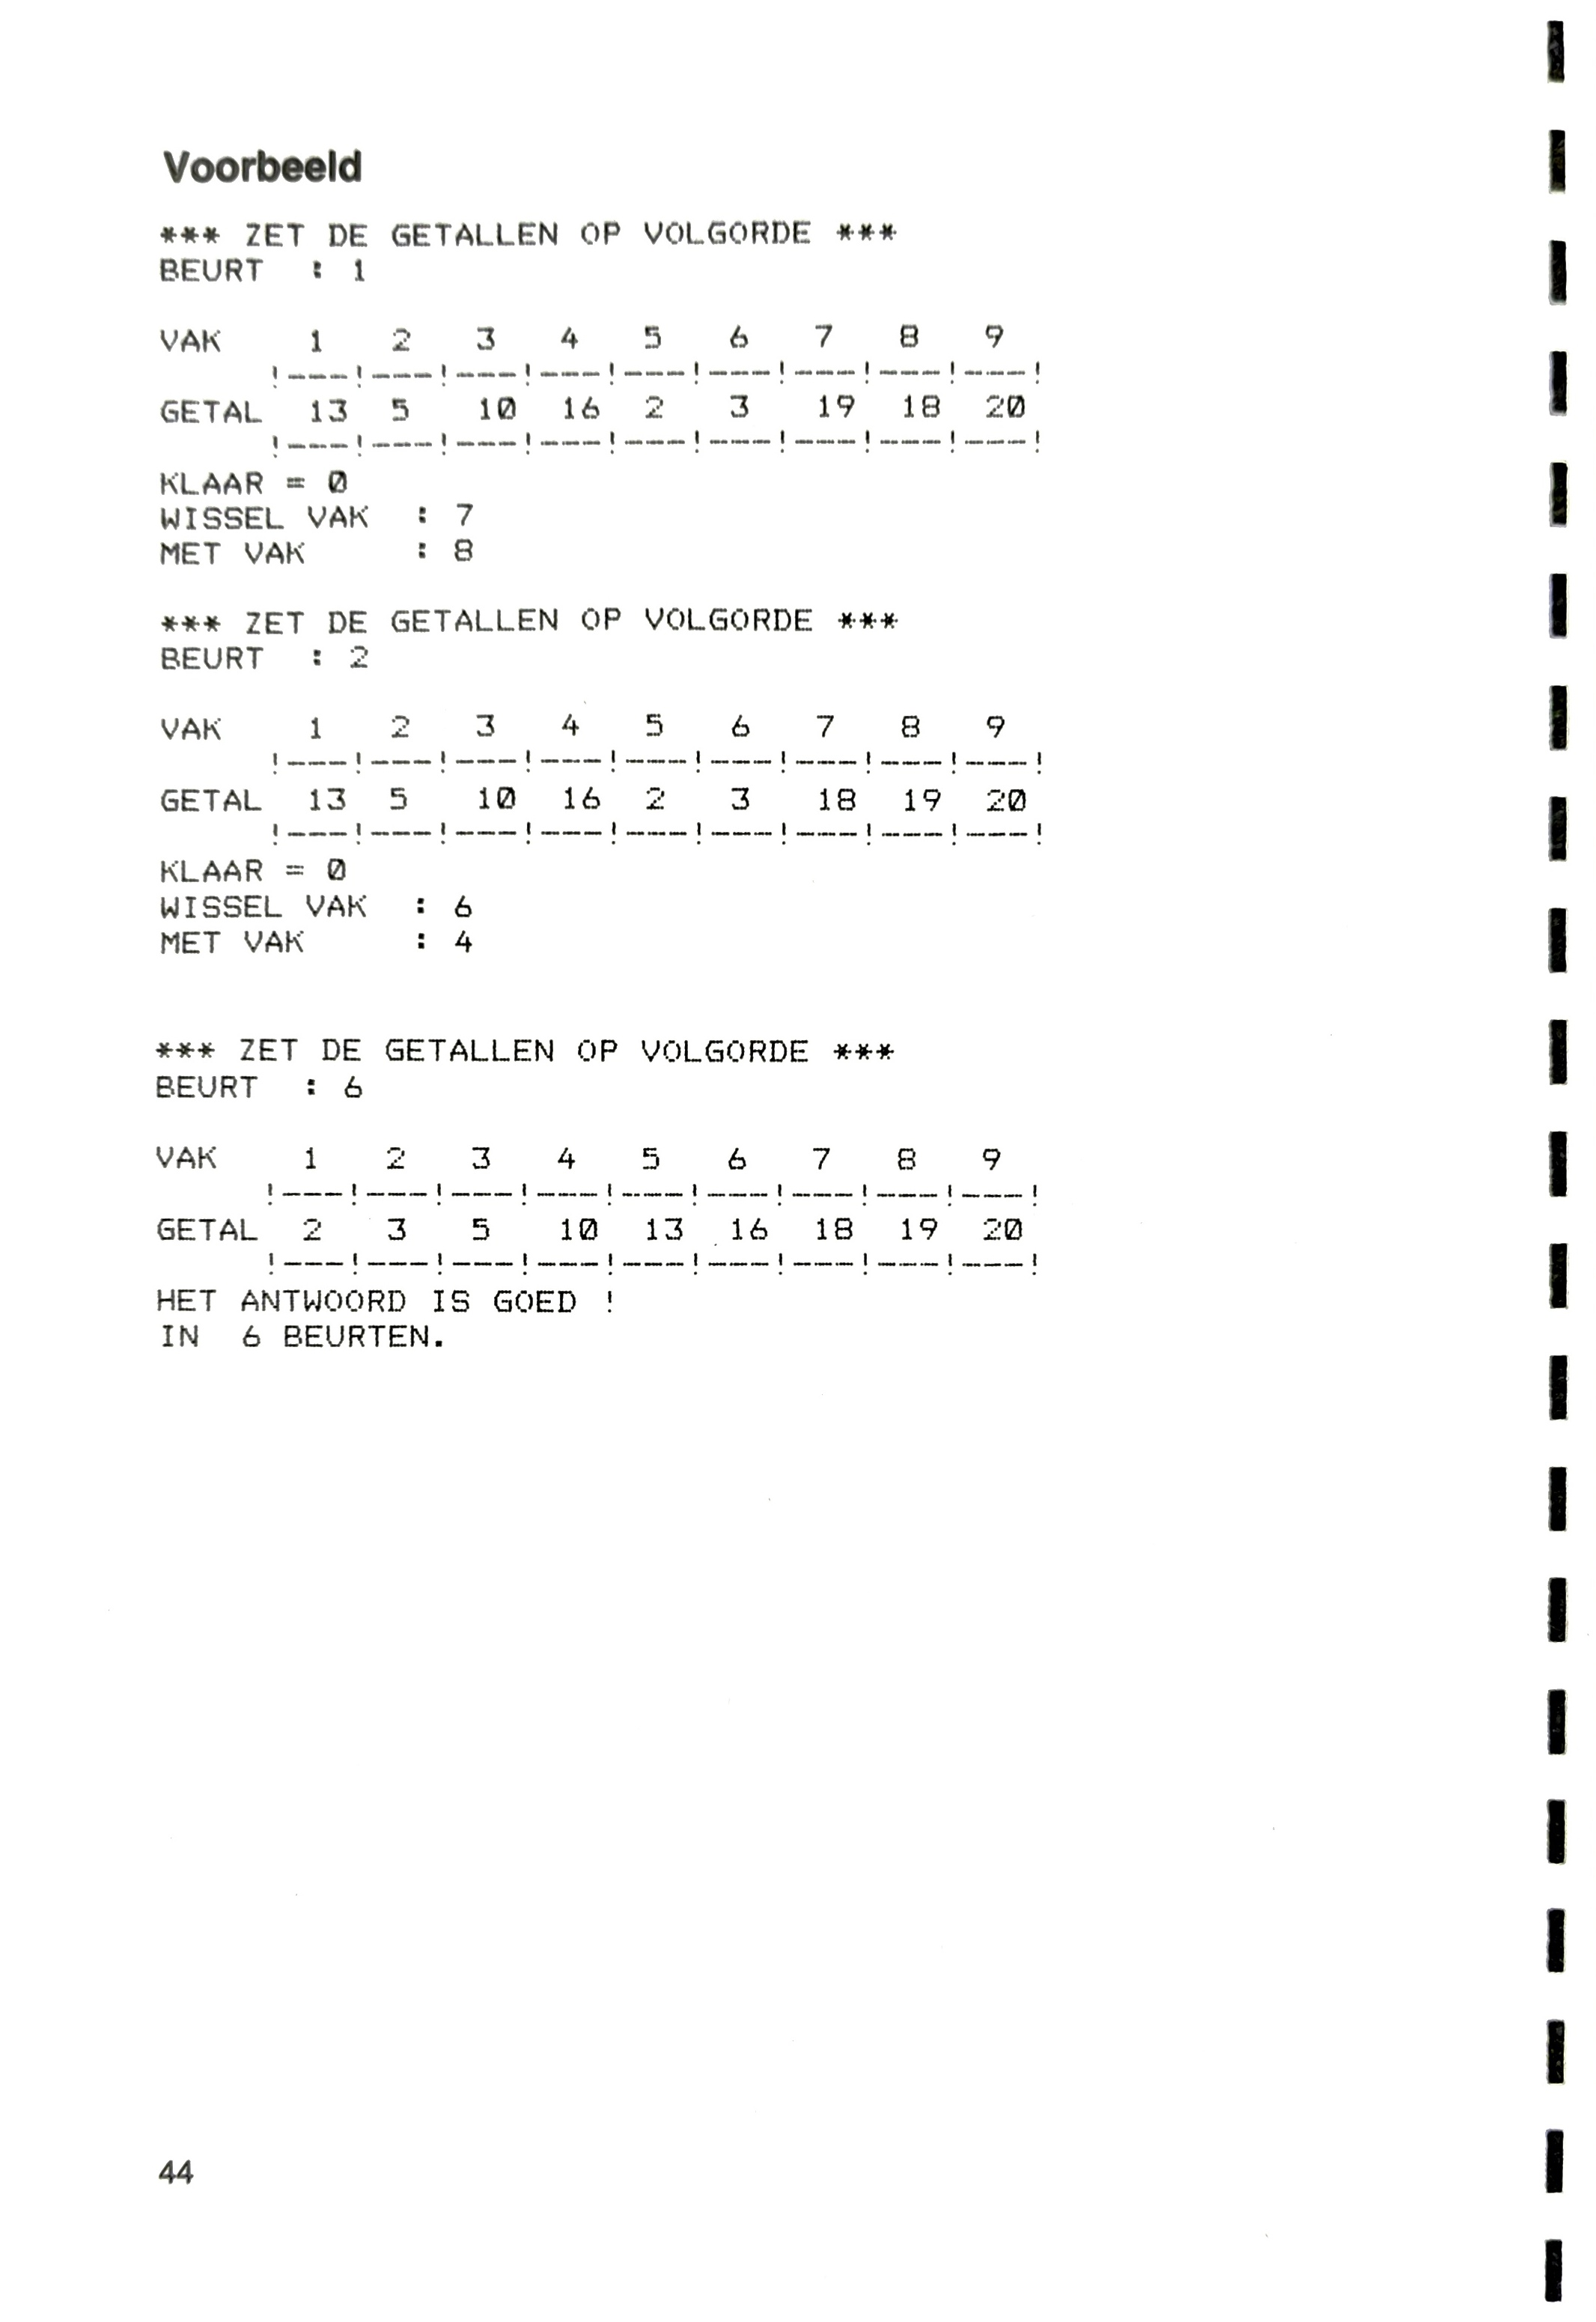 Voorbeeld
*** ZET DE GETALLEN OP VOLGORDE ***
BEURT  : 1
VAK    1   2   3   4   5   6   7   8   9
!---!---!---!---!---!---!---!---!---!
GETAL  13  5   10  16  2   3   19  18  20
!---!---!---!---!---!---!---!---!---!
KLAAR = 0
WISSEL VAK  : 7
MET VAK     : 8
*** ZET DE GETALLEN OP VOLGORDE ***
BEURT  : 2
VAK    1   2   3   4   5   6   7   8   9
!---!---!---!---!---!---!---!---!---!
GETAL  13  5   10  16  2   3   18  19  20
!---!---!---!---!---!---!---!---!---!
KLAAR = 0
WISSEL VAK  : 6
MET VAK     : 4
*** ZET DE GETALLEN OP VOLGORDE ***
BEURT  : 6
VAK    1   2   3   4   5   6   7   8   9
!---!---!---!---!---!---!---!---!---!
GETAL  2   3   5   10  13  16  18  19  20
!---!---!---!---!---!---!---!---!---!
HET ANTWOORD IS GOED !
IN  6 BEURTEN.
44